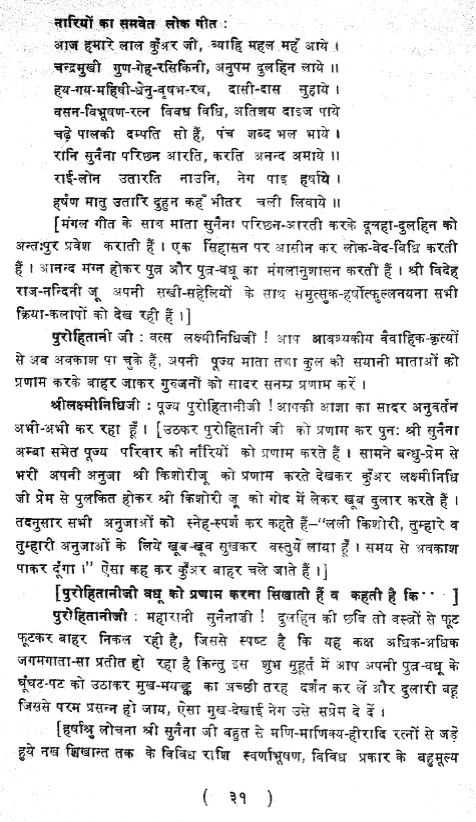 नारियों का समवेत लोक गीत :
आज हमारे लाल कुँअर जी, ब्याहि महल महँ आये ।
चन्द्रमुखी गुण-गेह-रसिकिनी, अनुपम दुलहिन लाये ॥
हय-गय-महिषी-धेनु-वृषभ-रथ, दासी-दास सुहाये ।
वसन-विभूषण-रत्न विवध विधि, अतिशय दाइज पाये
चढ़े पालकी दम्पति सो हैं, पंच शब्द भल भाये ।
रानि सुनैना परिछन आरति, करति अनन्द अमाये ॥
राई-लोन उतारति नाउनि, नेग पाइ हर्षाये ।
हर्षण मातु उतारि दुहुन कहँ भीतर चली लिवाये ॥
[मंगल गीत के साथ माता सुनैना परिछन-आरती करके दूलहा-दुलहिन को
अन्तःपुर प्रवेश कराती हैं । एक सिंहासन पर आसीन कर लोक-वेद-विधि करती
हैं । आनन्द मग्न होकर पुत्र और पुत्र-वधू का मंगलानुशासन करतीं हैं । श्री विदेह
राज-नन्दिनी जू अपनी सखी-सहेलियों के साथ समुत्सुक-हर्षोत्फुल्लनयना सभी
क्रिया-कलापों को देख रही हैं ।]
पुरोहितानी जी : वत्स लक्ष्मीनिधिजी ! आप आवश्यकीय वैवाहिक-कृत्यों
से अब अवकाश पा चुके हैं, अपनी पूज्य माता तथा कुल की सयानी माताओं को
प्रणाम करके बाहर जाकर गुरुजनों को सादर सनम्र प्रणाम करें ।
श्रीलक्ष्मीनिधिजी : पूज्य पुरोहितानीजी ! आपकी आज्ञा का सादर अनुवर्तन
अभी-अभी कर रहा हूँ । [उठकर पुरोहितानी जी को प्रणाम कर पुनः श्री सुनैना
अम्बा समेत पूज्य परिवार की नारियों को प्रणाम करते हैं । सामने बन्धु-प्रेम से
भरी अपनी अनुजा श्री किशोरीजू को प्रणाम करते देखकर कुँअर लक्ष्मीनिधि
जी प्रेम से पुलकित होकर श्री किशोरी जू को गोद में लेकर खूब दुलार करते हैं ।
तदनुसार सभी अनुजाओं को स्नेह-स्पर्श कर कहते हैं–“लली किशोरी, तुम्हारे व
तुम्हारी अनुजाओं के लिये खूब-खूब सुखकर वस्तुयें लाया हूँ । समय से अवकाश
पाकर दूँगा ।” ऐसा कह कर कुँअर बाहर चले जाते हैं ।]
[पुरोहितानीजी वधू को प्रणाम करना सिखाती हैं व कहती है कि··· ]
पुरोहितानीजी : महारानी सुनैनाजी ! दुलहिन की छवि तो वस्त्रों से फूट
फूटकर बाहर निकल रही है, जिससे स्पष्ट है कि यह कक्ष अधिक-अधिक
जगमगाता-सा प्रतीत हो रहा है किन्तु इस शुभ मुहूर्त में आप अपनी पुत्र-वधू के
घूंघट-पट को उठाकर मुख-मयङ्क का अच्छी तरह दर्शन कर लें और दुलारी बहू
जिससे परम प्रसन्न हो जाय, ऐसा मुख-देखाई नेग उसे सप्रेम दे दें ।
[हर्षाश्रु लोचना श्री सुनैना जी बहुत से मणि-माणिक्य-हीरादि रत्नों से जड़े
हुये नख शिखान्त तक के विविध राशि स्वर्णाभूषण, विविध प्रकार के बहुमूल्य
( ३१ )